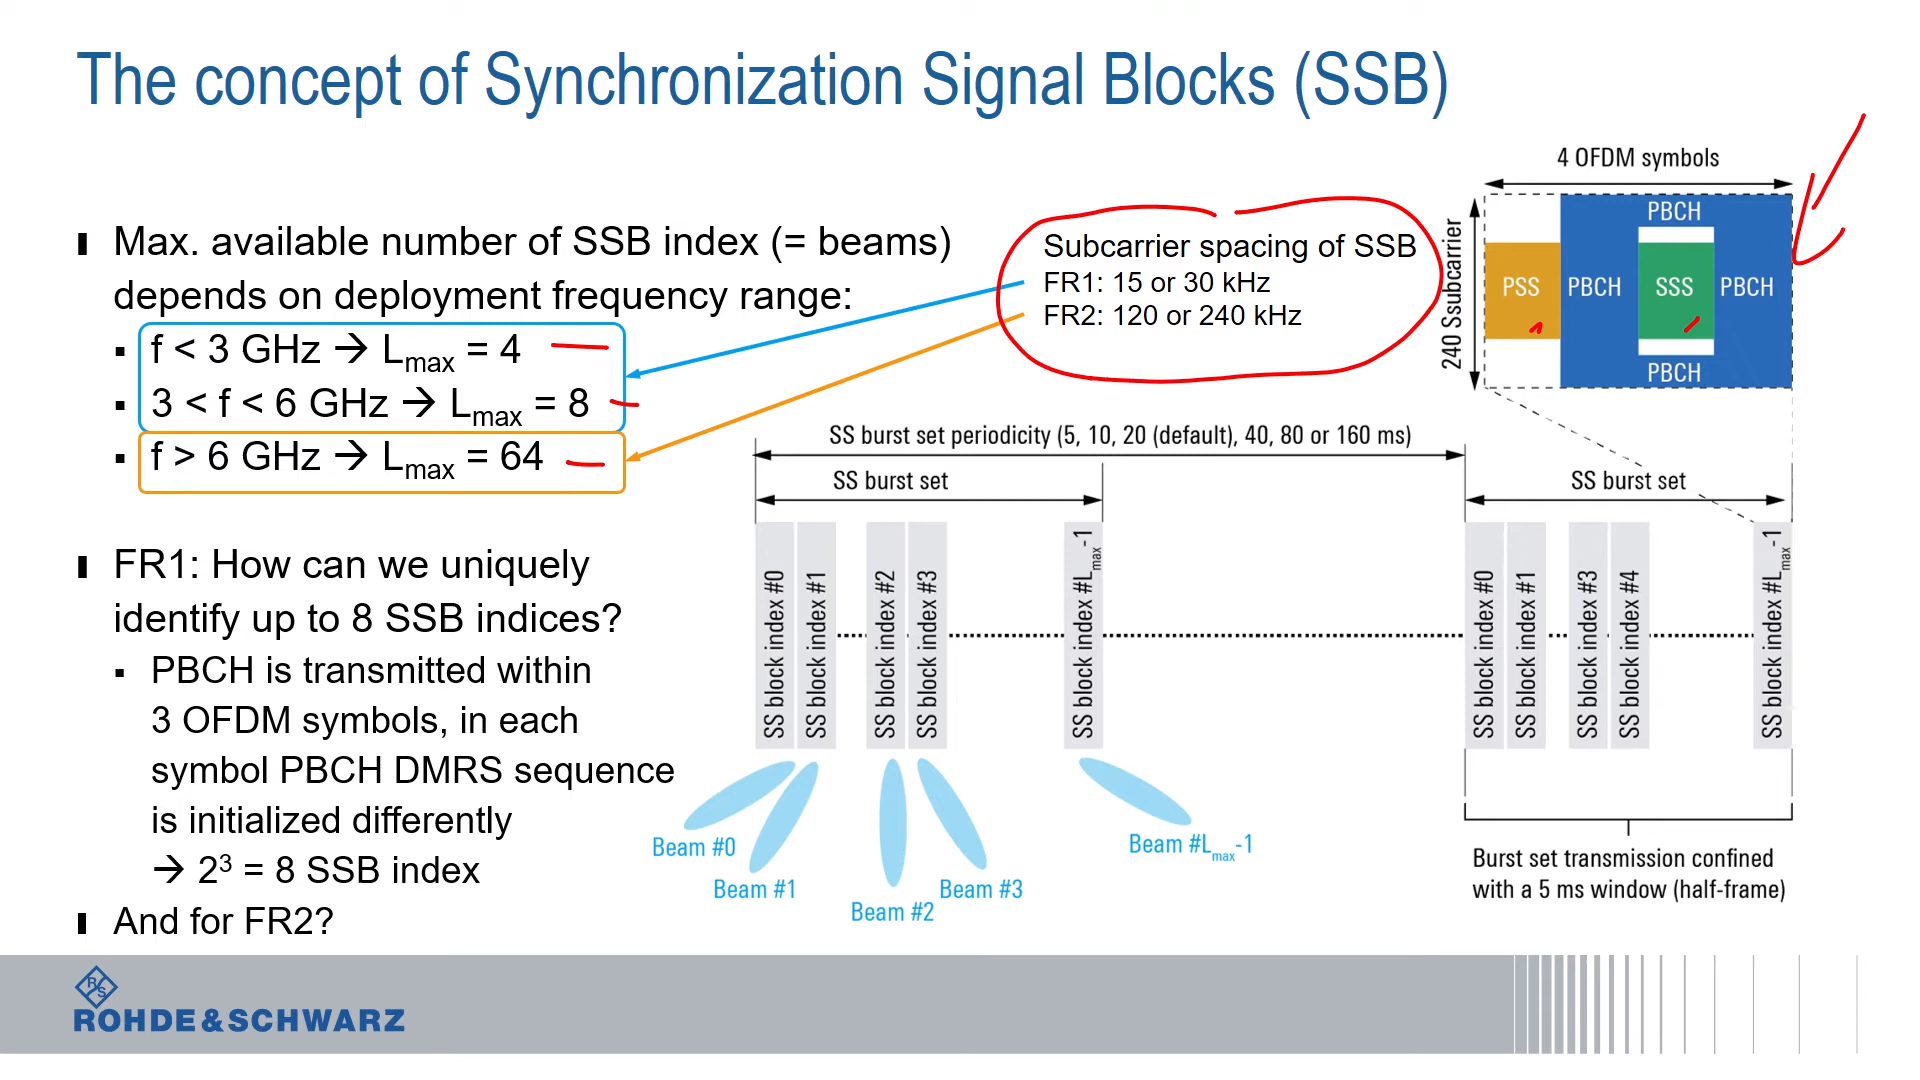 The concept of Synchronization Signal Blocks (SSB)
Max. available number of SSB index (= beams)
depends on deployment frequency range:
f < 3 GHz → Lmax = 4
3 < f < 6 GHz → Lmax = 8
f > 6 GHz → Lmax = 64
FR1: How can we uniquely
identify up to 8 SSB indices?
PBCH is transmitted within
3 OFDM symbols, in each
symbol PBCH DMRS sequence
is initialized differently
→ 2³ = 8 SSB index
And for FR2?
Subcarrier spacing of SSB
FR1: 15 or 30 kHz
FR2: 120 or 240 kHz
4 OFDM symbols
240 Ssubcarrier
PBCH
PSS
PBCH
SSS
PBCH
PBCH
SS burst set periodicity (5, 10, 20 (default), 40, 80 or 160 ms)
SS burst set
SS burst set
SS block index #0
SS block index #1
SS block index #2
SS block index #3
SS block index #Lmax-1
SS block index #0
SS block index #1
SS block index #3
SS block index #4
SS block index #Lmax-1
Beam #0
Beam #1
Beam #2
Beam #3
Beam #Lmax-1
Burst set transmission confined
with a 5 ms window (half-frame)
R S
ROHDE & SCHWARZ